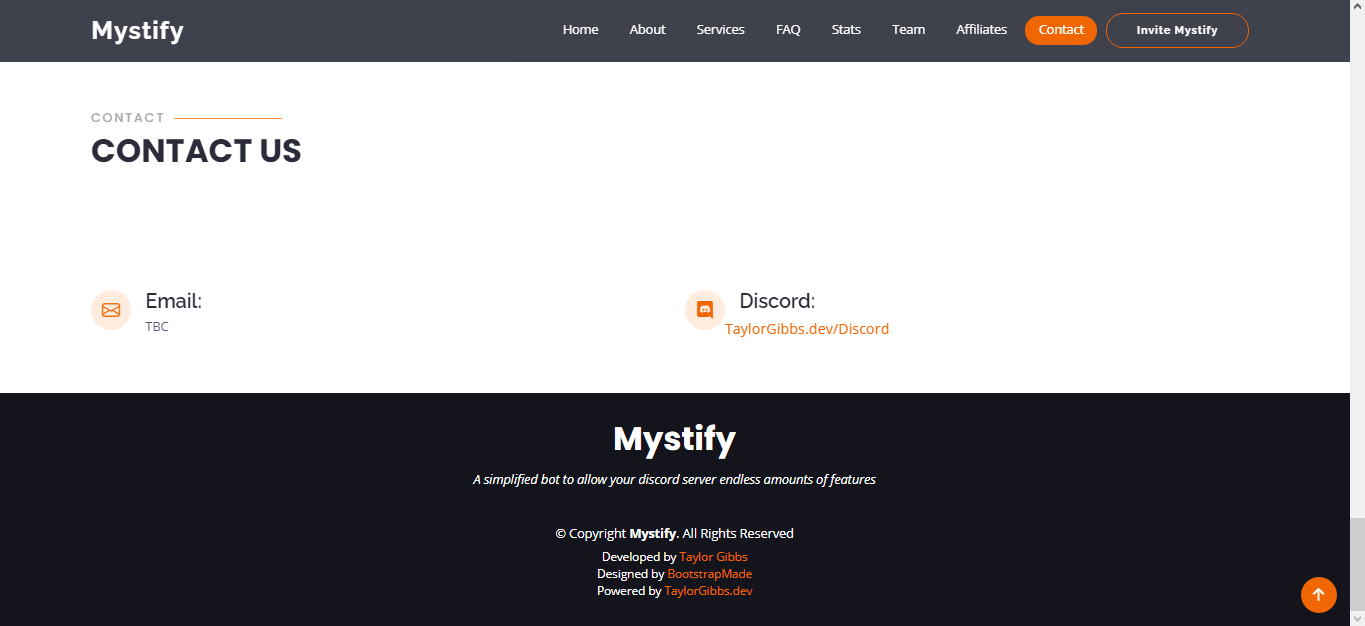 Mystify
Home About Services FAQ Stats Team Affiliates Contact Invite Mystify
CONTACT
CONTACT US
Email:
TBC
Discord:
TaylorGibbs.dev/Discord
Mystify
A simplified bot to allow your discord server endless amounts of features
© Copyright Mystify. All Rights Reserved
Developed by Taylor Gibbs
Designed by BootstrapMade
Powered by TaylorGibbs.dev